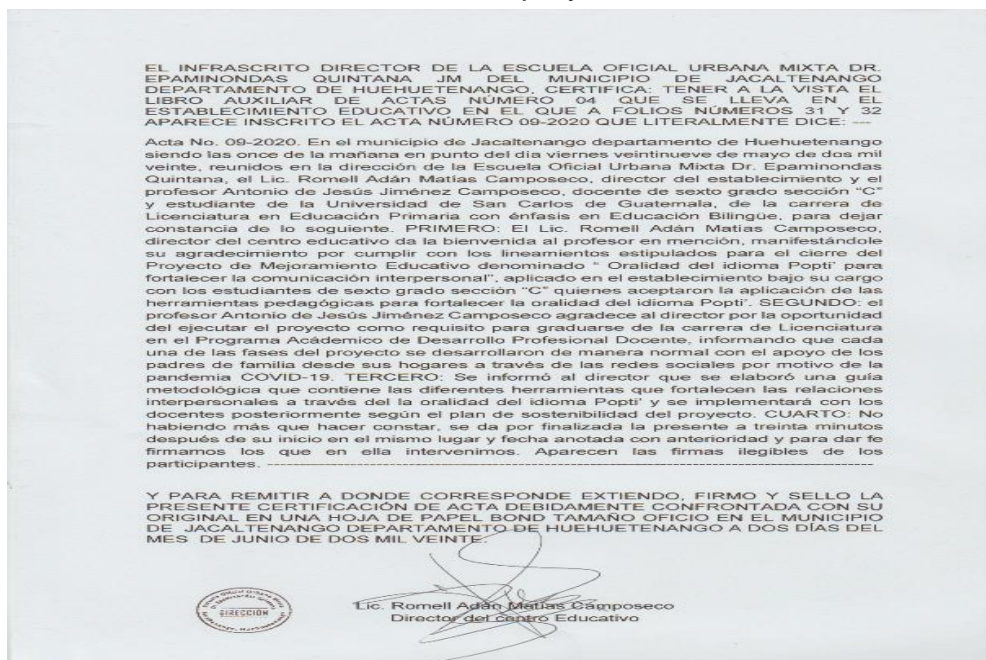 EL INFRASCRITO DIRECTOR DE LA ESCUELA OFICIAL URBANA MIXTA DR.
EPAMINONDAS QUINTANA JM DEL MUNICIPIO DE JACALTENANGO
DEPARTAMENTO DE HUEHUETENANGO, CERTIFICA: TENER A LA VISTA EL
LIBRO AUXILIAR DE ACTAS NÚMERO 04 QUE SE LLEVA EN EL
ESTABLECIMIENTO EDUCATIVO EN EL QUE A FOLIOS NÚMEROS 31 Y 32
APARECE INSCRITO EL ACTA NÚMERO 09-2020 QUE LITERALMENTE DICE: ---
Acta No. 09-2020. En el municipio de Jacaltenango departamento de Huehuetenango
siendo las once de la mañana en punto del día viernes veintinueve de mayo de dos mil
veinte, reunidos en la dirección de la Escuela Oficial Urbana Mixta Dr. Epaminondas
Quintana, el Lic. Romell Adán Matías Camposeco, director del establecimiento y el
profesor Antonio de Jesús Jiménez Camposeco, docente de sexto grado sección "C"
y estudiante de la Universidad de San Carlos de Guatemala, de la carrera de
Licenciatura en Educación Primaria con énfasis en Educación Bilingüe, para dejar
constancia de lo soguiente. PRIMERO: El Lic. Romell Adán Matías Camposeco,
director del centro educativo da la bienvenida al profesor en mención, manifestándole
su agradecimiento por cumplir con los lineamientos estipulados para el cierre del
Proyecto de Mejoramiento Educativo denominado " Oralidad del idioma Popti' para
fortalecer la comunicación interpersonal", aplicado en el establecimiento bajo su cargo
con los estudiantes de sexto grado sección "C" quienes aceptaron la aplicación de las
herramientas pedagógicas para fortalecer la oralidad del idioma Popti'. SEGUNDO: el
profesor Antonio de Jesús Jiménez Camposeco agradece al director por la oportunidad
del ejecutar el proyecto como requisito para graduarse de la carrera de Licenciatura
en el Programa Acádemico de Desarrollo Profesional Docente, informando que cada
una de las fases del proyecto se desarrollaron de manera normal con el apoyo de los
padres de familia desde sus hogares a través de las redes sociales por motivo de la
pandemia COVID-19. TERCERO: Se informó al director que se elaboró una guía
metodológica que contiene las diferentes herramientas que fortalecen las relaciones
interpersonales a través del la oralidad del idioma Popti' y se implementará con los
docentes posteriormente según el plan de sostenibilidad del proyecto. CUARTO: No
habiendo más que hacer constar, se da por finalizada la presente a treinta minutos
después de su inicio en el mismo lugar y fecha anotada con anterioridad y para dar fe
firmamos los que en ella intervenimos. Aparecen las firmas ilegibles de los
participantes. ---
Y PARA REMITIR A DONDE CORRESPONDE EXTIENDO, FIRMO Y SELLO LA
PRESENTE CERTIFICACIÓN DE ACTA DEBIDAMENTE CONFRONTADA CON SU
ORIGINAL EN UNA HOJA DE PAPEL BOND TAMAÑO OFICIO EN EL MUNICIPIO
DE JACALTENANGO DEPARTAMENTO DE HUEHUETENANGO A DOS DÍAS DEL
MES DE JUNIO DE DOS MIL VEINTE.
DIRECCIÓN
Lic. Romell Adán Matías Camposeco
Director del centro Educativo